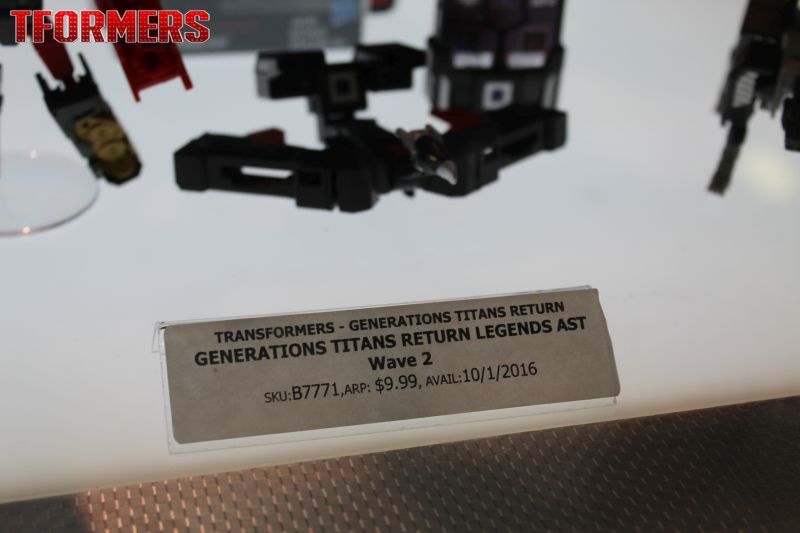 TFORMERS
TRANSFORMERS - GENERATIONS TITANS RETURN
GENERATIONS TITANS RETURN LEGENDS AST
Wave 2
SKU:B7771,ARP: $9.99, AVAIL:10/1/2016